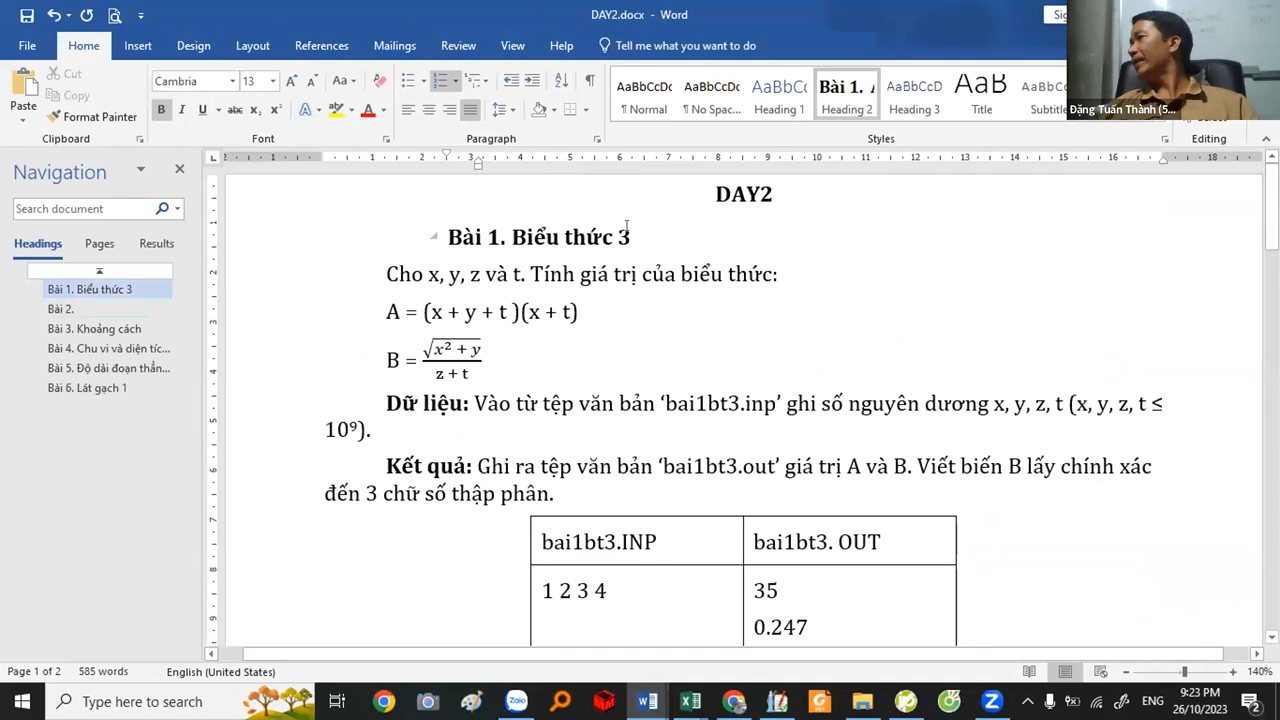 DAY2.docx - Word
File Home Insert Design Layout References Mailings Review View Help Tell me what you want to do
Cut
Copy
Format Painter
Paste
Cambria 13
Clipboard Font Paragraph Styles Editing
AaBbCcDc AaBbCcDc AaBbCc Bài 1. A AaBbCcD AaB AaBbCcD
¶ Normal ¶ No Spac... Heading 1 Heading 2 Heading 3 Title
Đặng Tuấn Thành (5...
Navigation
Search document
Headings Pages Results
Bài 1. Biểu thức 3
Bài 2.
Bài 3. Khoảng cách
Bài 4. Chu vi và diện tíc...
Bài 5. Độ dài đoạn thẳn...
Bài 6. Lát gạch 1
DAY2
Bài 1. Biểu thức 3
Cho x, y, z và t. Tính giá trị của biểu thức:
A = (x + y + t )(x + t)
B = √(x² + y) / (z + t)
Dữ liệu: Vào từ tệp văn bản ‘bai1bt3.inp’ ghi số nguyên dương x, y, z, t (x, y, z, t ≤
10⁹).
Kết quả: Ghi ra tệp văn bản ‘bai1bt3.out’ giá trị A và B. Viết biến B lấy chính xác
đến 3 chữ số thập phân.
bai1bt3.INP bai1bt3. OUT
1 2 3 4 35
0.247
Page 1 of 2 585 words English (United States) 140%
Type here to search
ENG
9:23 PM
26/10/2023